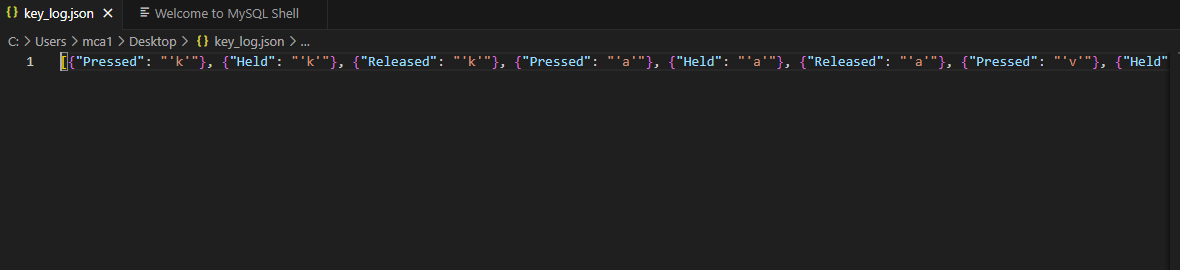 {} key_log.json × Welcome to MySQL Shell
C: > Users > mca1 > Desktop > {} key_log.json > ...
1 [{"Pressed": "'k'"}, {"Held": "'k'"}, {"Released": "'k'"}, {"Pressed": "'a'"}, {"Held": "'a'"}, {"Released": "'a'"}, {"Pressed": "'v'"}, {"Held"